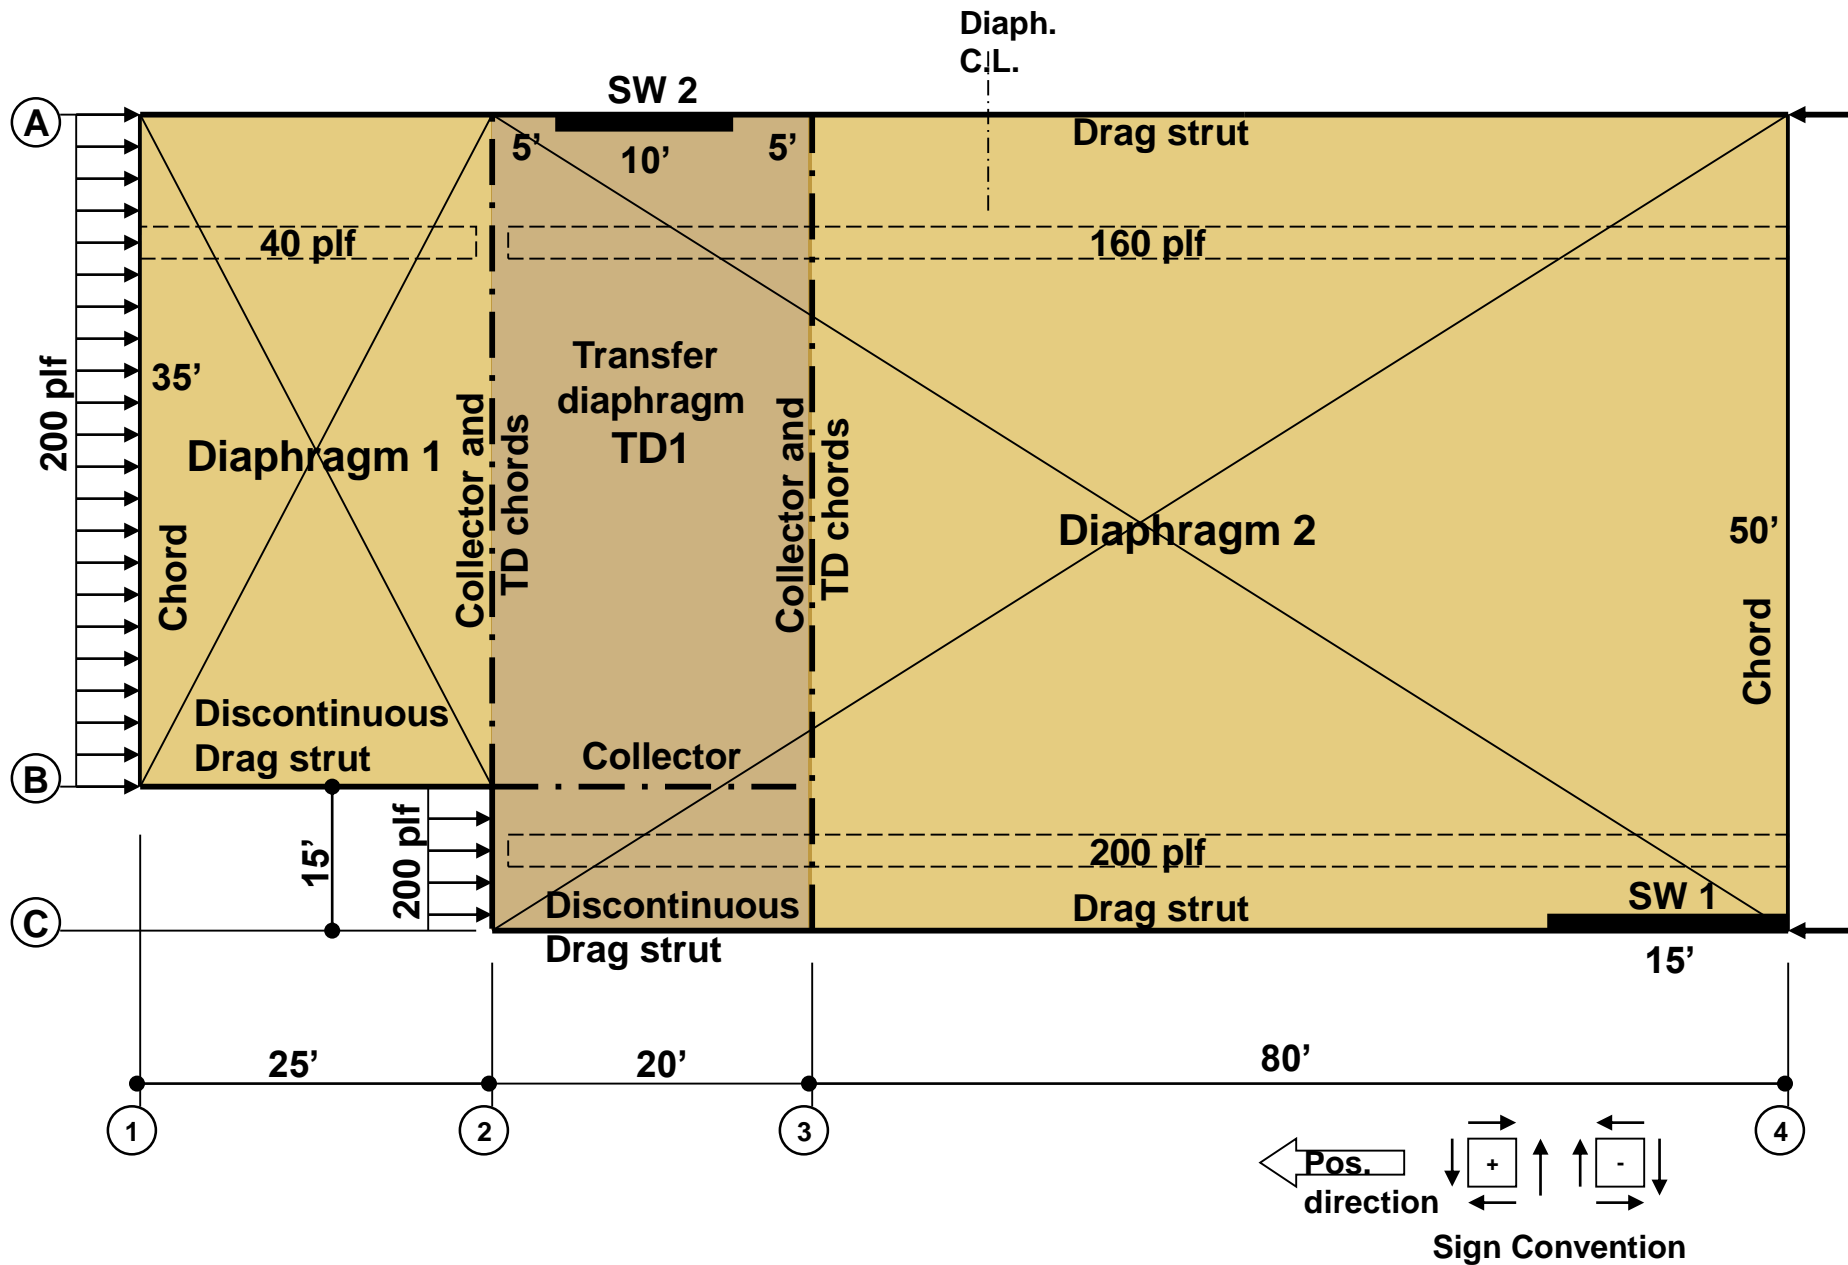 Diaph.
C.L.
SW 2
A
Drag strut
5’
10’
5’
40 plf
160 plf
200 plf
35’
Transfer
diaphragm
TD1
Collector and
TD chords
Collector and
TD chords
Diaphragm 1
Diaphragm 2
50’
Chord
Chord
Discontinuous
Drag strut
Collector
B
15’
200 plf
200 plf
SW 1
Discontinuous
Drag strut
Drag strut
C
15’
25’
20’
80’
1
2
3
4
Pos.
direction
+
-
Sign Convention